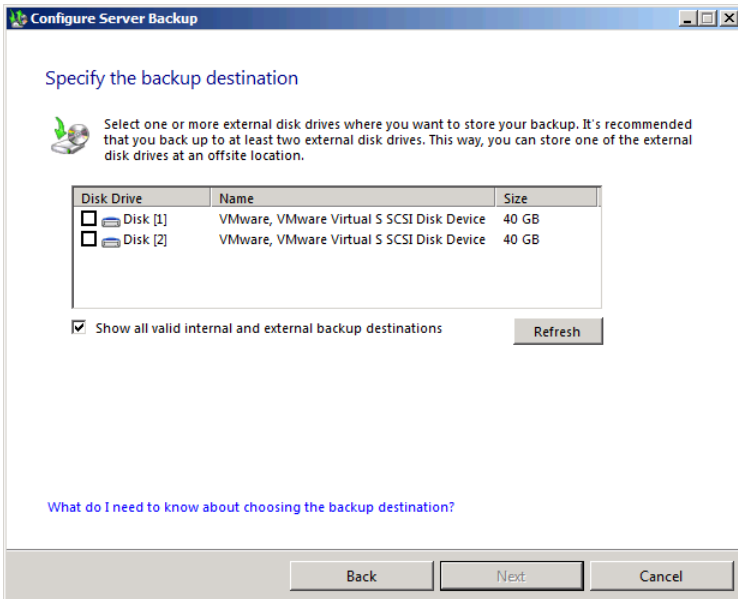 Configure Server Backup
Specify the backup destination
Select one or more external disk drives where you want to store your backup. It's recommended
that you back up to at least two external disk drives. This way, you can store one of the external
disk drives at an offsite location.
Disk Drive Name Size
Disk [1] VMware, VMware Virtual S SCSI Disk Device 40 GB
Disk [2] VMware, VMware Virtual S SCSI Disk Device 40 GB
Show all valid internal and external backup destinations Refresh
What do I need to know about choosing the backup destination?
Back Next Cancel